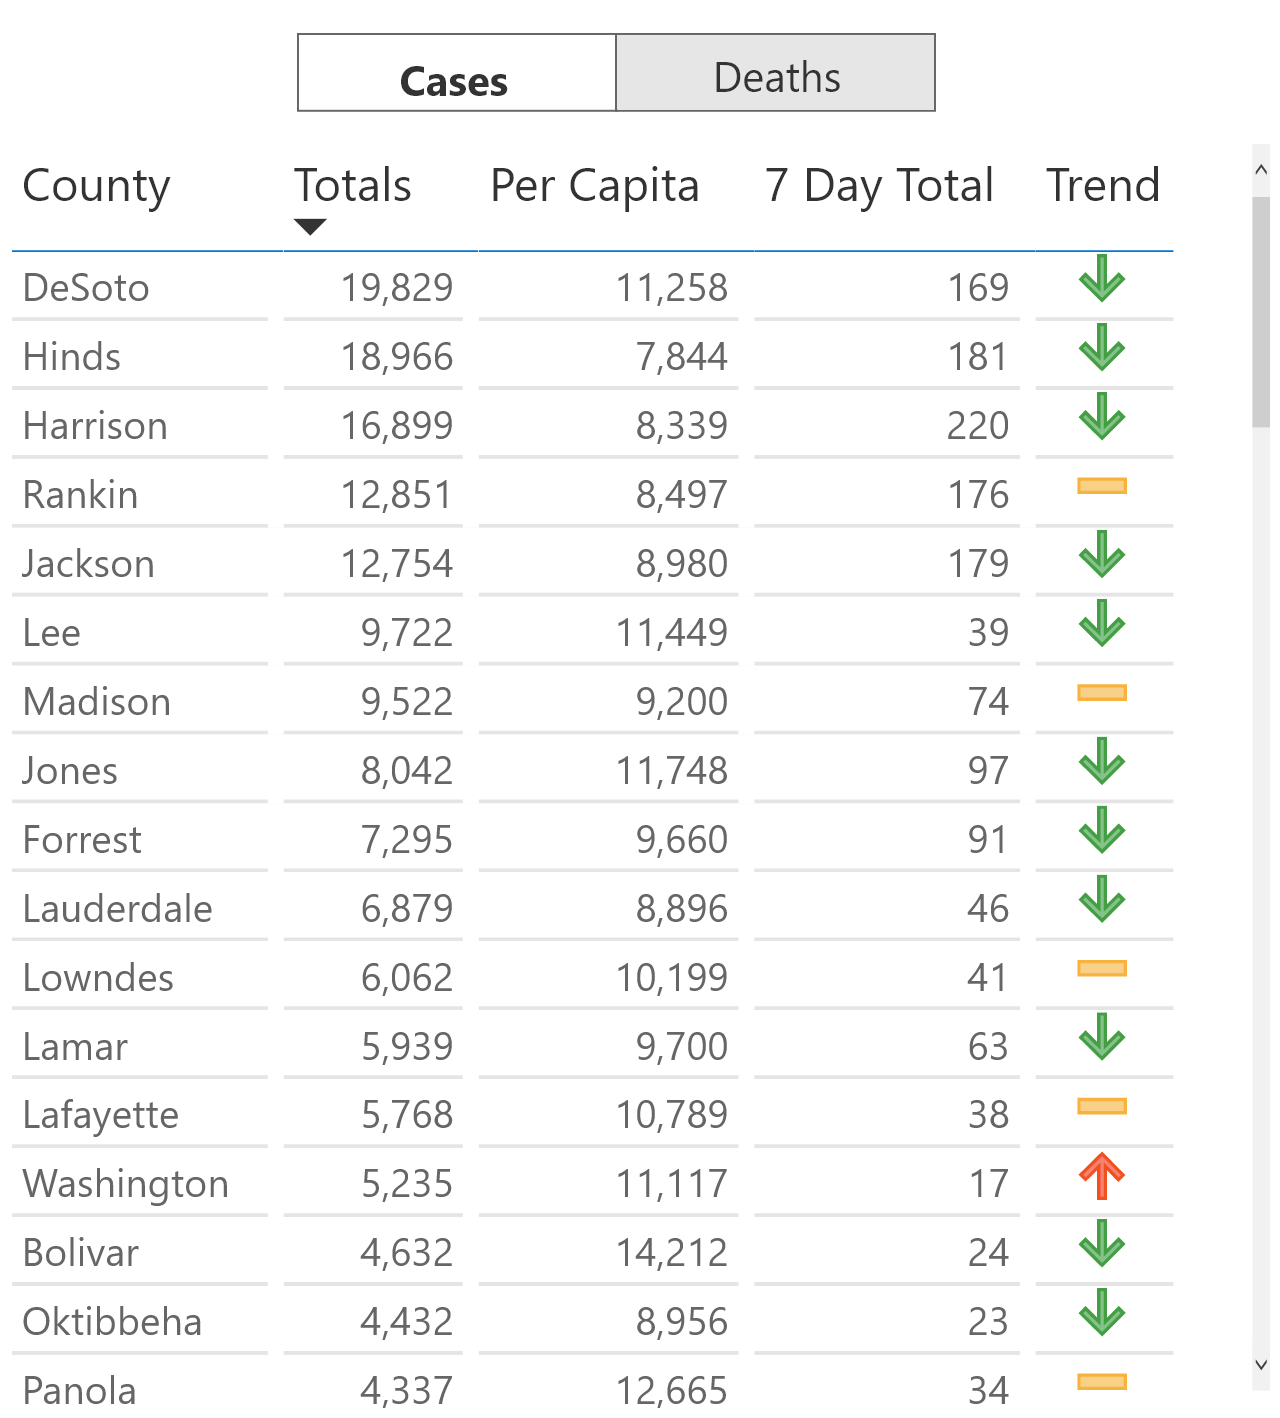 Cases Deaths
County Totals Per Capita 7 Day Total Trend
DeSoto 19,829 11,258 169
Hinds 18,966 7,844 181
Harrison 16,899 8,339 220
Rankin 12,851 8,497 176
Jackson 12,754 8,980 179
Lee 9,722 11,449 39
Madison 9,522 9,200 74
Jones 8,042 11,748 97
Forrest 7,295 9,660 91
Lauderdale 6,879 8,896 46
Lowndes 6,062 10,199 41
Lamar 5,939 9,700 63
Lafayette 5,768 10,789 38
Washington 5,235 11,117 17
Bolivar 4,632 14,212 24
Oktibbeha 4,432 8,956 23
Panola 4,337 12,665 34